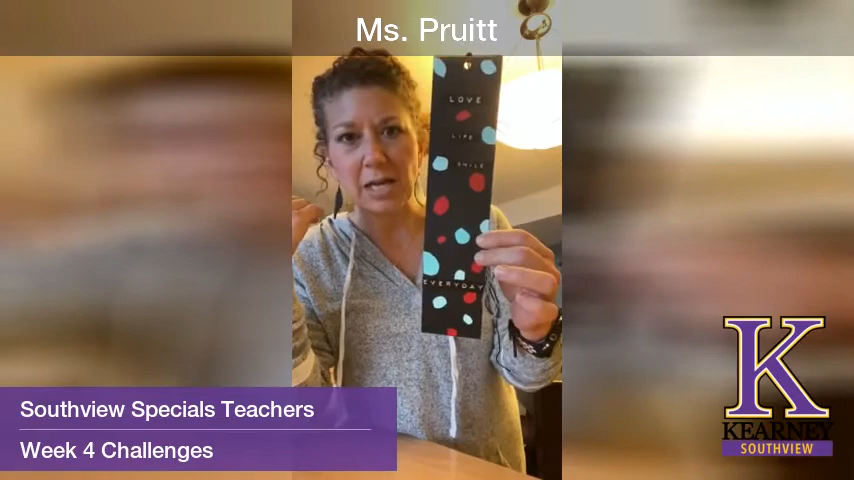 Ms. Pruitt
LOVE
LIFE
SMILE
EVERYDAY
Southview Specials Teachers
Week 4 Challenges
K
KEARNEY
SOUTHVIEW